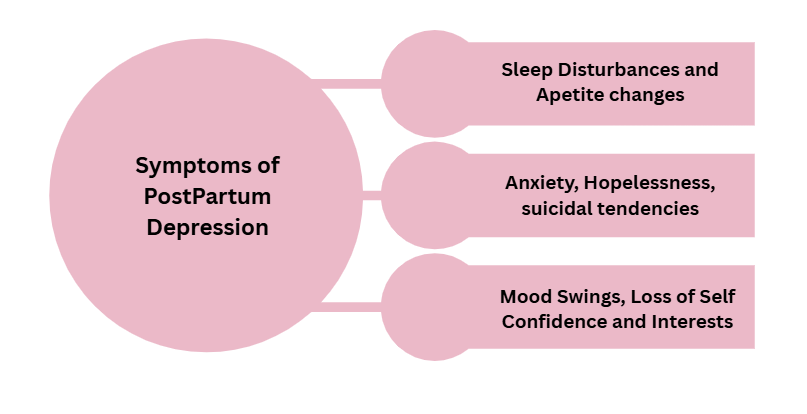 Symptoms of
PostPartum
Depression
Sleep Disturbances and
Apetite changes
Anxiety, Hopelessness,
suicidal tendencies
Mood Swings, Loss of Self
Confidence and Interests